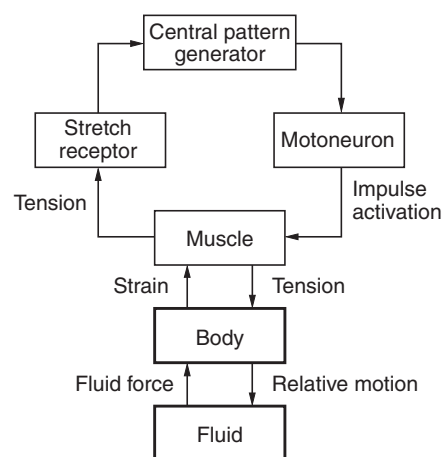 Central pattern
generator
Stretch
receptor
Motoneuron
Tension
Impulse
activation
Muscle
Strain
Tension
Body
Fluid force
Relative motion
Fluid